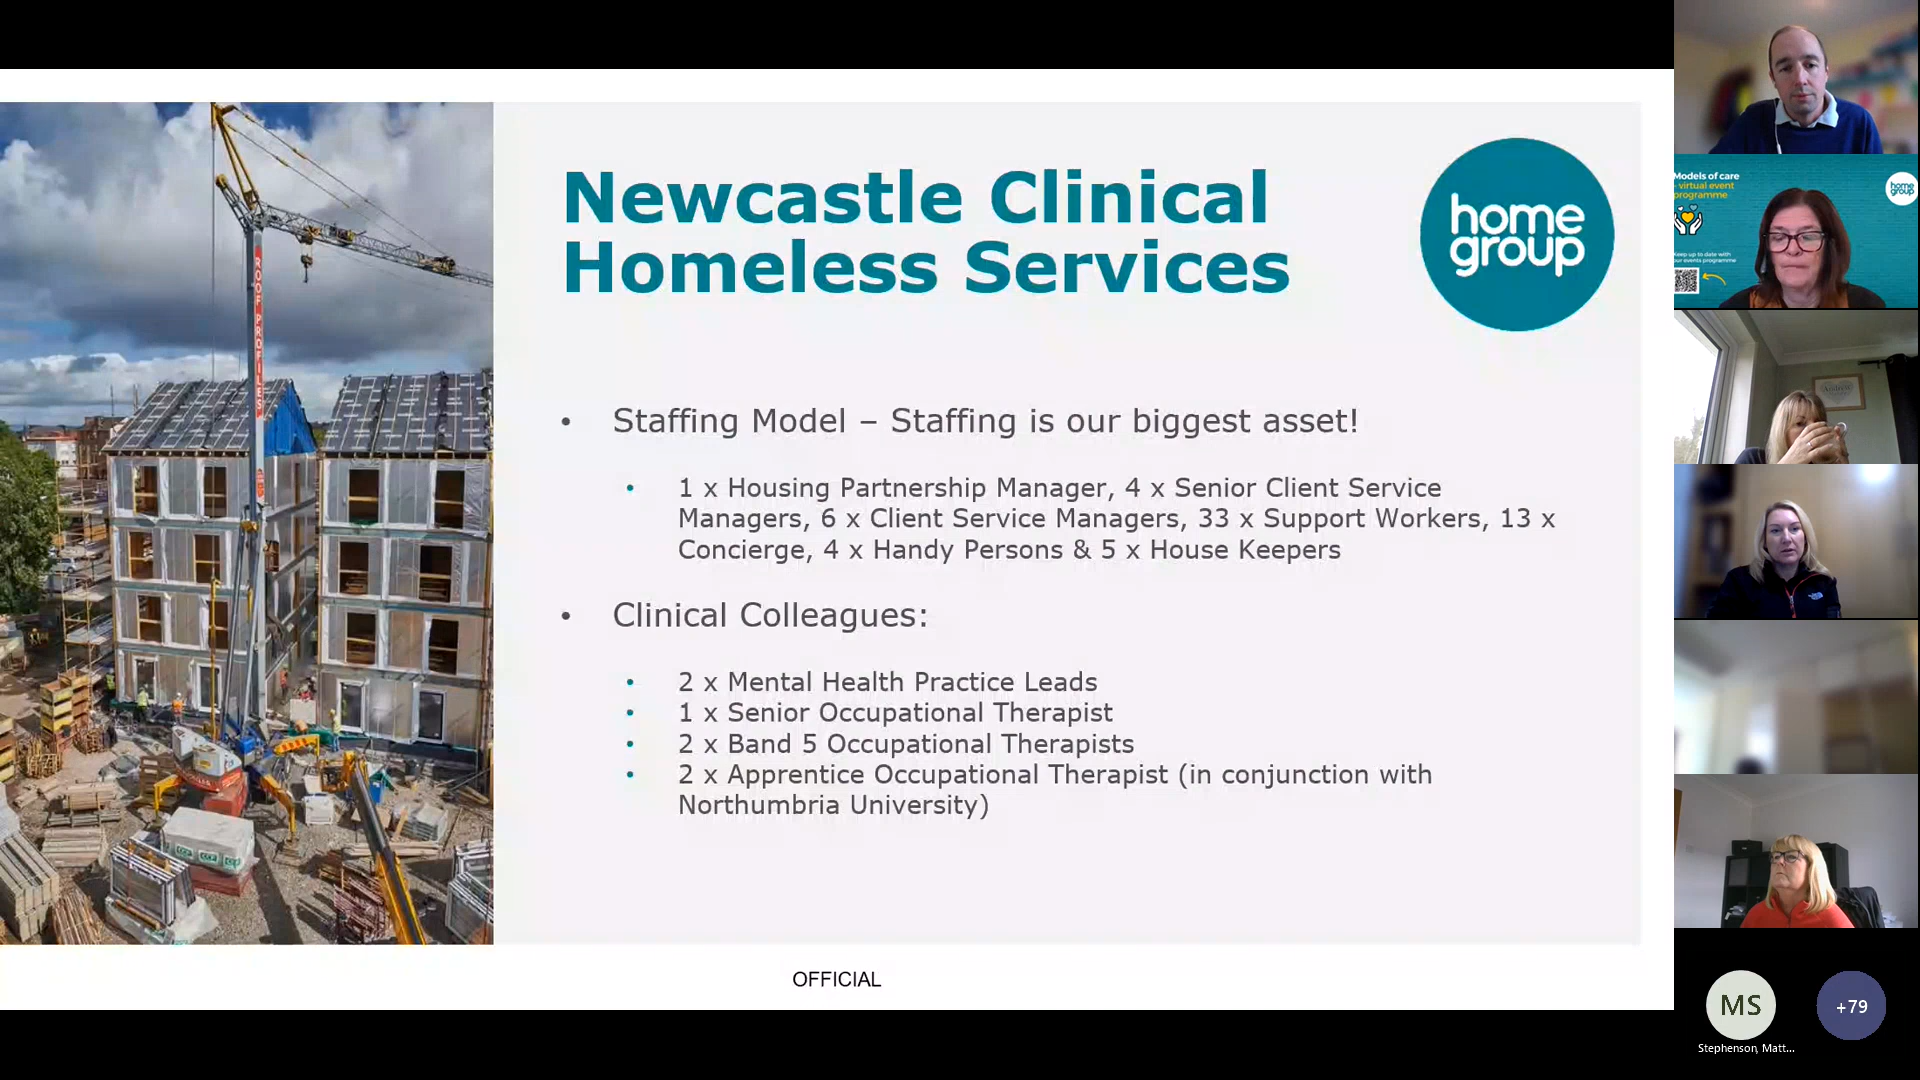 Newcastle Clinical
Homeless Services
home
group
• Staffing Model – Staffing is our biggest asset!
• 1 x Housing Partnership Manager, 4 x Senior Client Service
Managers, 6 x Client Service Managers, 33 x Support Workers, 13 x
Concierge, 4 x Handy Persons & 5 x House Keepers
• Clinical Colleagues:
• 2 x Mental Health Practice Leads
• 1 x Senior Occupational Therapist
• 2 x Band 5 Occupational Therapists
• 2 x Apprentice Occupational Therapist (in conjunction with
Northumbria University)
OFFICIAL
ROOF PROFILES
Models of care
- virtual event
programme
home
group
Keep up to date with
our events programme
MS
Stephenson, Matt...
+79